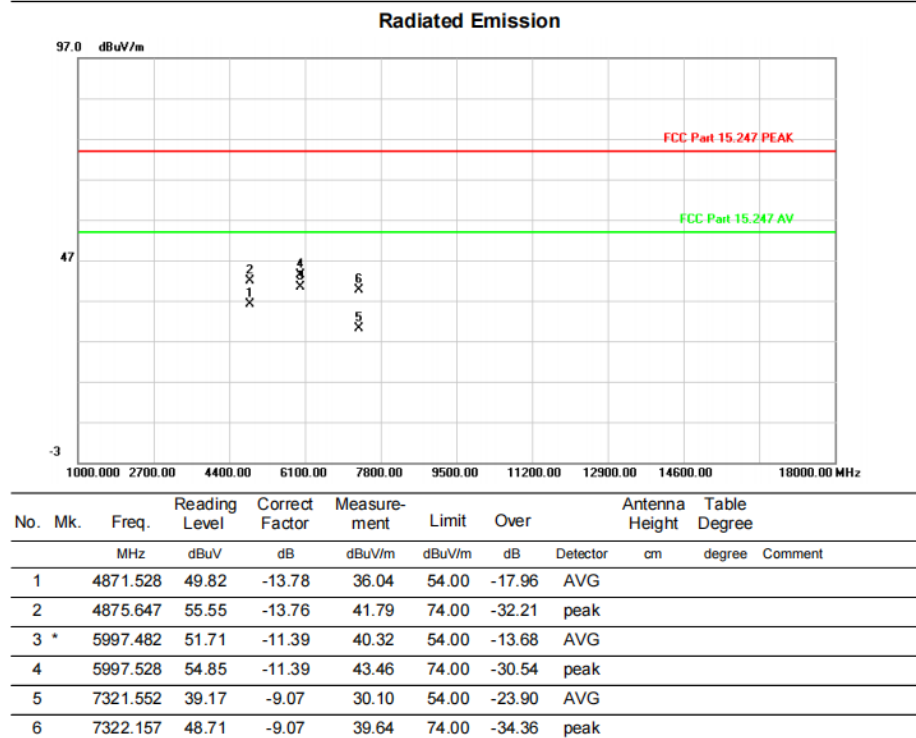 Radiated Emission
97.0 dBuV/m
FCC Part 15.247 PEAK
FCC Part 15.247 AV
47
4
2
3
6
1
5
-3
1000.000 2700.00 4400.00 6100.00 7800.00 9500.00 11200.00 12900.00 14600.00 18000.00 MHz
No. Mk. Freq. Reading Level Correct Factor Measure-ment Limit Over Antenna Height Table Degree
MHz dBuV dB dBuV/m dBuV/m dB Detector cm degree Comment
1 4871.528 49.82 -13.78 36.04 54.00 -17.96 AVG
2 4875.647 55.55 -13.76 41.79 74.00 -32.21 peak
3 * 5997.482 51.71 -11.39 40.32 54.00 -13.68 AVG
4 5997.528 54.85 -11.39 43.46 74.00 -30.54 peak
5 7321.552 39.17 -9.07 30.10 54.00 -23.90 AVG
6 7322.157 48.71 -9.07 39.64 74.00 -34.36 peak